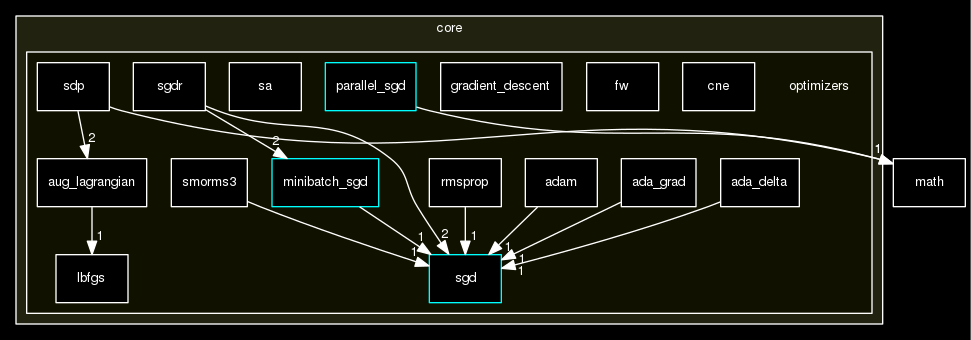 core
sdp
sgdr
sa
parallel_sgd
gradient_descent
fw
cne
optimizers
2
2
1
aug_lagrangian
smorms3
minibatch_sgd
rmsprop
adam
ada_grad
ada_delta
math
1
1
1
2
1
1
1
1
lbfgs
sgd